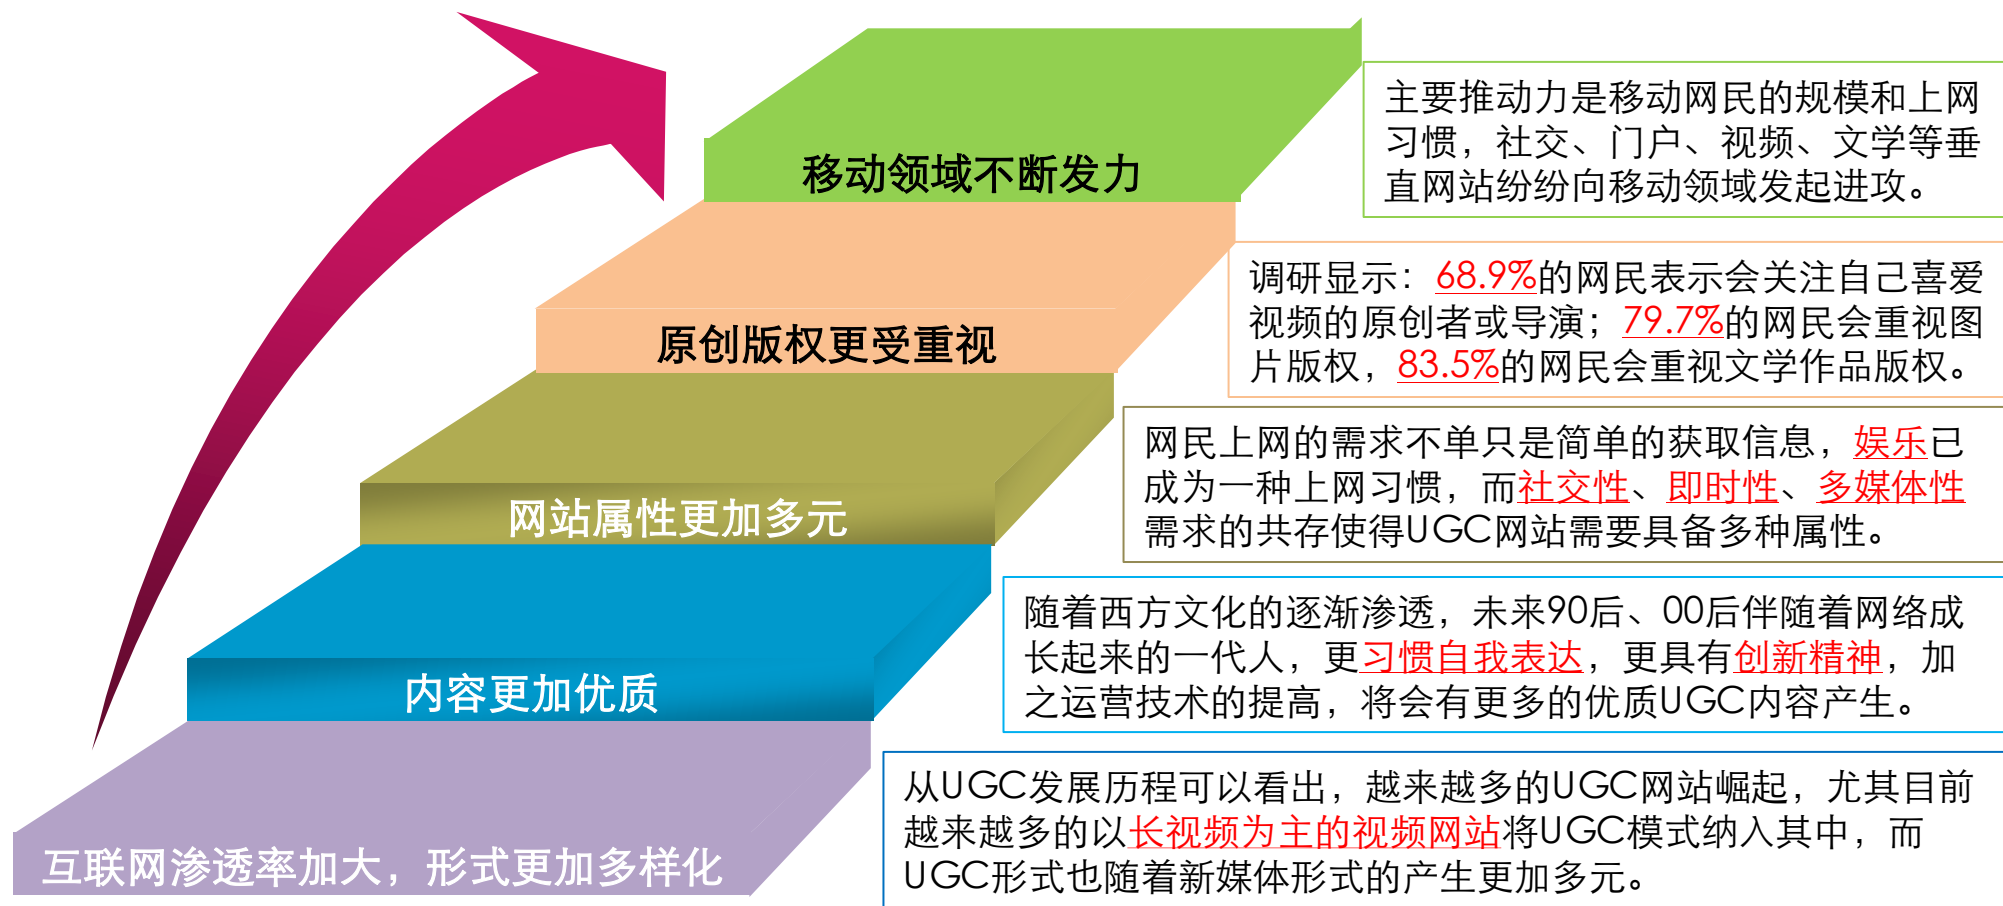 移动领域不断发力
主要推动力是移动网民的规模和上网
习惯，社交、门户、视频、文学等垂
直网站纷纷向移动领域发起进攻。
原创版权更受重视
调研显示：68.9%的网民表示会关注自己喜爱
视频的原创者或导演；79.7%的网民会重视图
片版权，83.5%的网民会重视文学作品版权。
网站属性更加多元
网民上网的需求不单只是简单的获取信息，娱乐已
成为一种上网习惯，而社交性、即时性、多媒体性
需求的共存使得UGC网站需要具备多种属性。
内容更加优质
随着西方文化的逐渐渗透，未来90后、00后伴随着网络成
长起来的一代人，更习惯自我表达，更具有创新精神，加
之运营技术的提高，将会有更多的优质UGC内容产生。
互联网渗透率加大，形式更加多样化
从UGC发展历程可以看出，越来越多的UGC网站崛起，尤其目前
越来越多的以长视频为主的视频网站将UGC模式纳入其中，而
UGC形式也随着新媒体形式的产生更加多元。